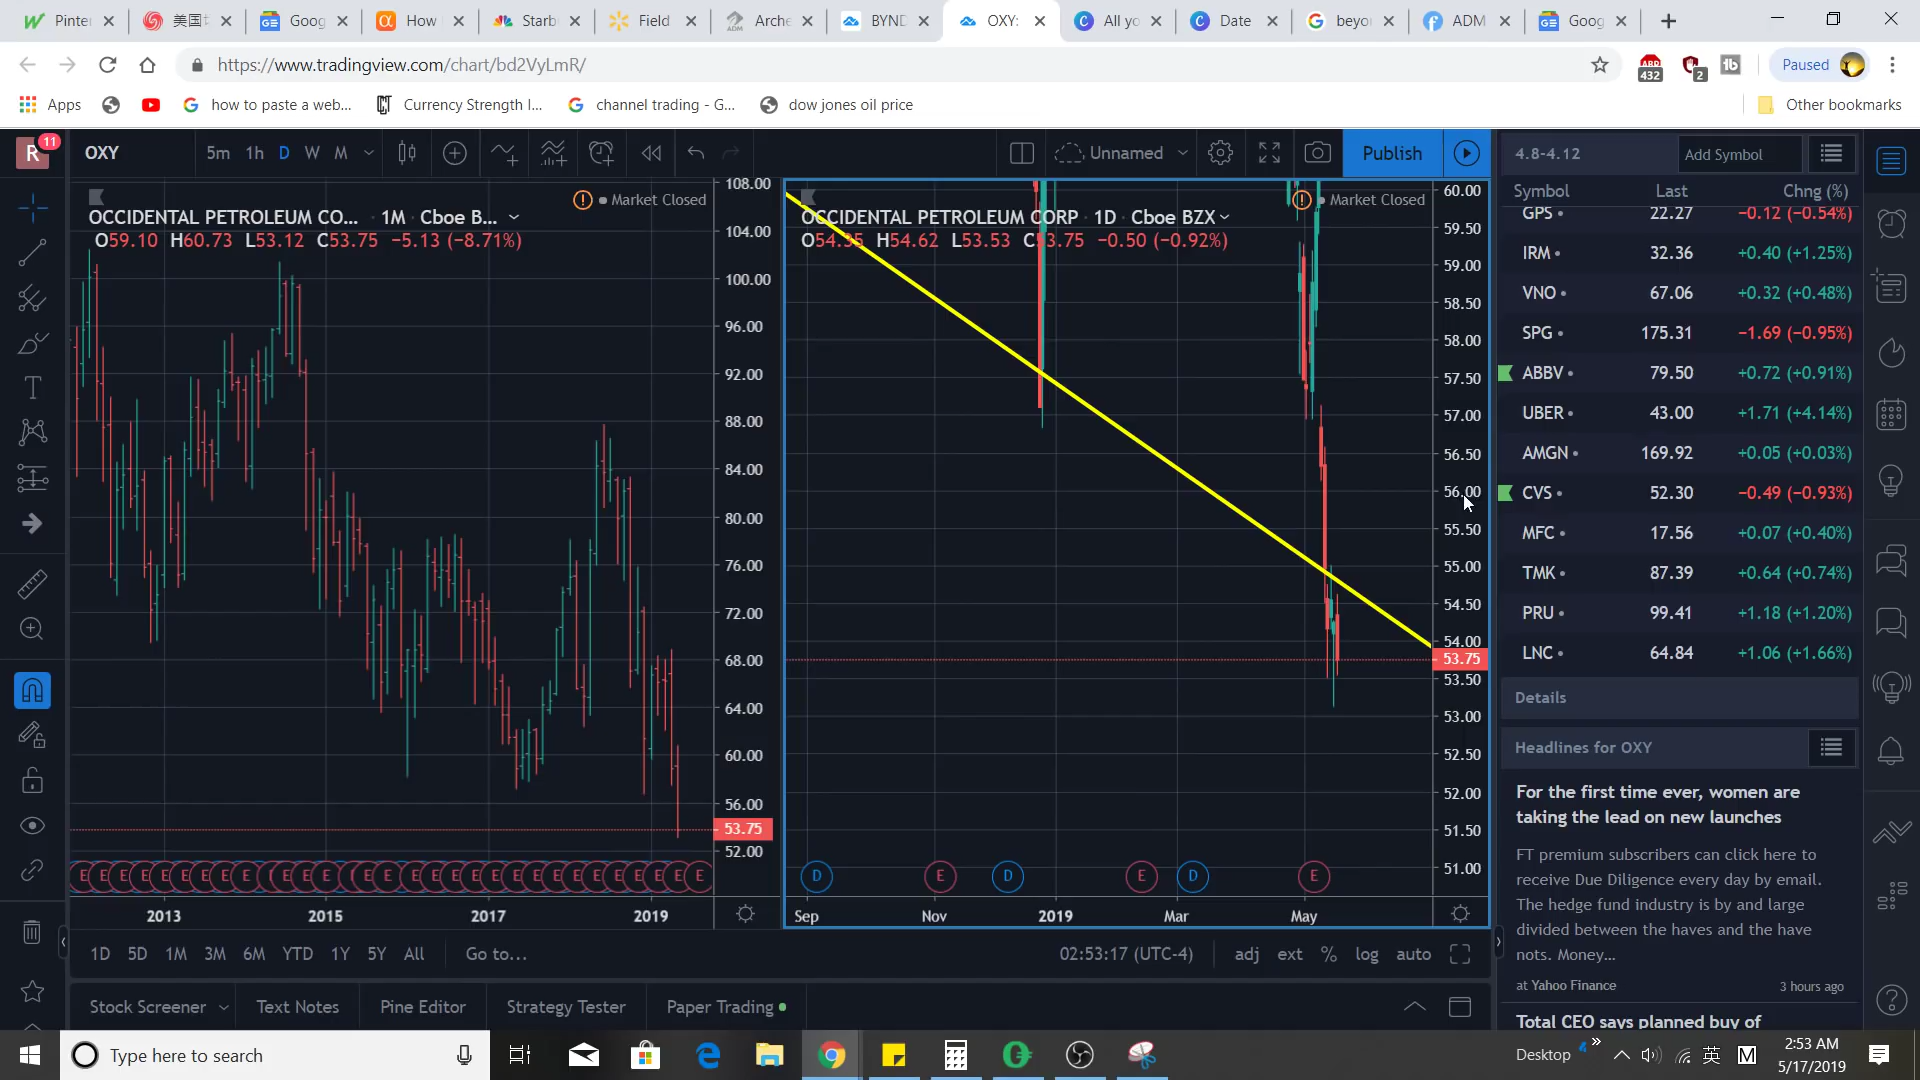 Pinter
美国
Goog
How
Starb
Field
Arche
BYND
OXY:
All yo
Date
beyo
ADM
Goog
https://www.tradingview.com/chart/bd2VyLmR/
432
2
Paused
Apps
how to paste a web...
Currency Strength I...
channel trading - G...
dow jones oil price
Other bookmarks
R
11
OXY
5m 1h D W M
Unnamed
Publish
OCCIDENTAL PETROLEUM CO... · 1M · Cboe B...
Market Closed
O59.10 H60.73 L53.12 C53.75 −5.13 (−8.71%)
108.00
104.00
100.00
96.00
92.00
88.00
84.00
80.00
76.00
72.00
68.00
64.00
60.00
56.00
53.75
52.00
2013 2015 2017 2019
OCCIDENTAL PETROLEUM CORP · 1D · Cboe BZX
Market Closed
O54.35 H54.62 L53.53 C53.75 −0.50 (−0.92%)
60.00
59.50
59.00
58.50
58.00
57.50
57.00
56.50
56.00
55.50
55.00
54.50
54.00
53.75
53.50
53.00
52.50
52.00
51.50
51.00
D E D E D E
Sep Nov 2019 Mar May
1D 5D 1M 3M 6M YTD 1Y 5Y All Go to...
02:53:17 (UTC-4) adj ext % log auto
Stock Screener Text Notes Pine Editor Strategy Tester Paper Trading
4.8-4.12
Add Symbol
Symbol Last Chng (%)
GPS 22.27 −0.12 (−0.54%)
IRM 32.36 +0.40 (+1.25%)
VNO 67.06 +0.32 (+0.48%)
SPG 175.31 −1.69 (−0.95%)
ABBV 79.50 +0.72 (+0.91%)
UBER 43.00 +1.71 (+4.14%)
AMGN 169.92 +0.05 (+0.03%)
CVS 52.30 −0.49 (−0.93%)
MFC 17.56 +0.07 (+0.40%)
TMK 87.39 +0.64 (+0.74%)
PRU 99.41 +1.18 (+1.20%)
LNC 64.84 +1.06 (+1.66%)
Details
Headlines for OXY
For the first time ever, women are
taking the lead on new launches
FT premium subscribers can click here to
receive Due Diligence every day by email.
The hedge fund industry is by and large
divided between the haves and the have
nots. Money...
at Yahoo Finance 3 hours ago
Total CEO says planned buy of
Type here to search
Desktop
英
M
2:53 AM
5/17/2019